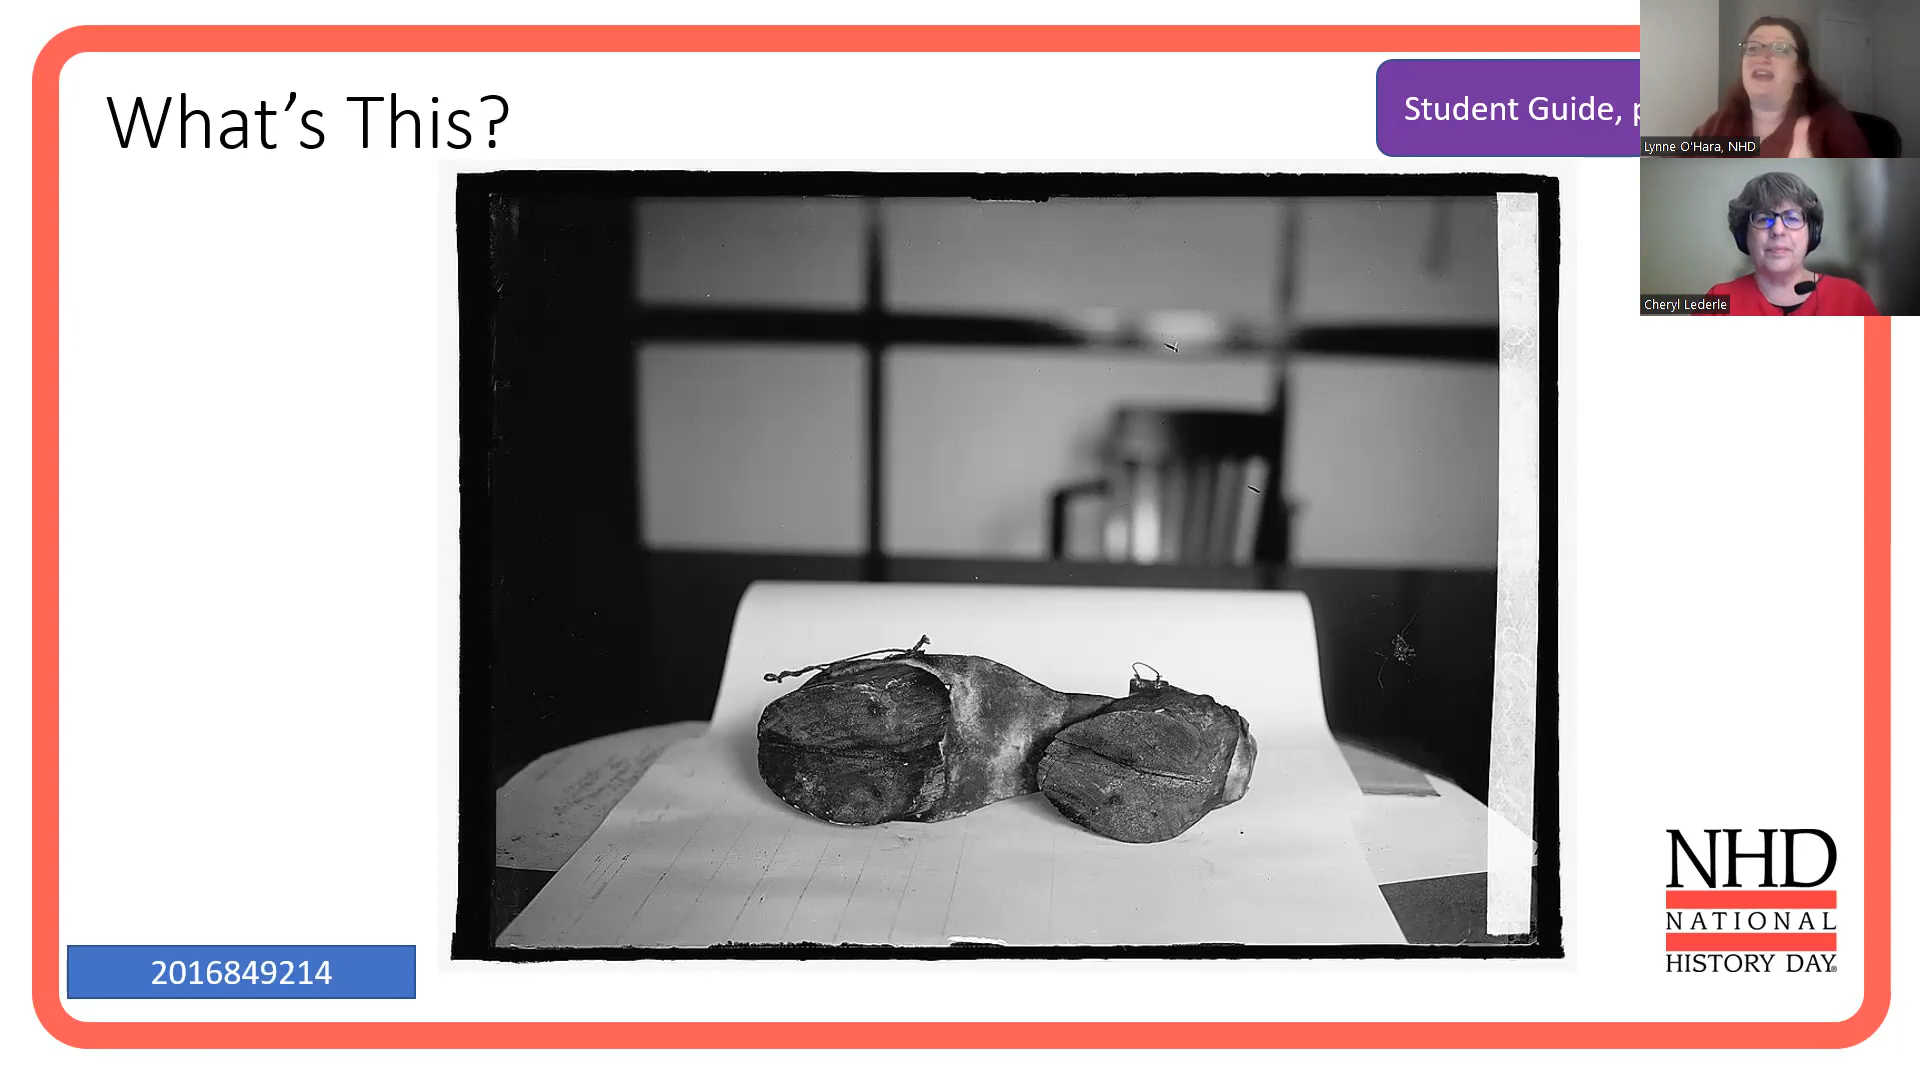 What's This?
Student Guide,
Lynne O'Hara, NHD
Cheryl Lederle
2016849214
NHD
NATIONAL
HISTORY DAY